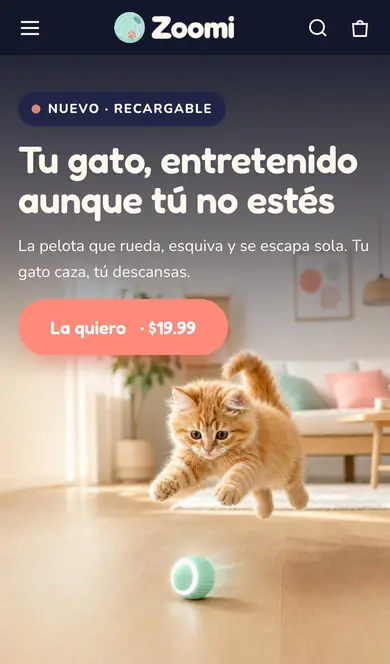 Zoomi
NUEVO · RECARGABLE
Tu gato, entretenido
aunque tú no estés
La pelota que rueda, esquiva y se escapa sola. Tu
gato caza, tú descansas.
La quiero · $19.99